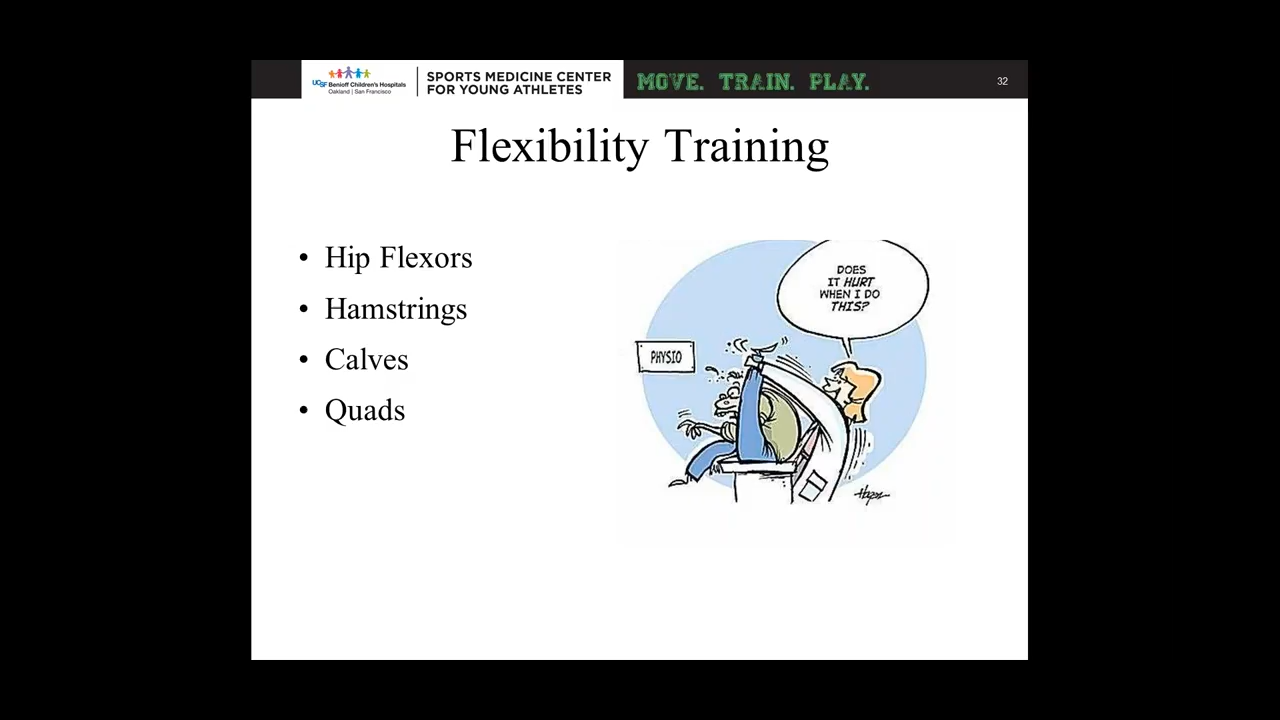 UCSF Benioff Children's Hospitals
Oakland | San Francisco
SPORTS MEDICINE CENTER
FOR YOUNG ATHLETES
MOVE. TRAIN. PLAY.
32
Flexibility Training
• Hip Flexors
• Hamstrings
• Calves
• Quads
DOES
IT HURT
WHEN I DO
THIS?
PHYSIO